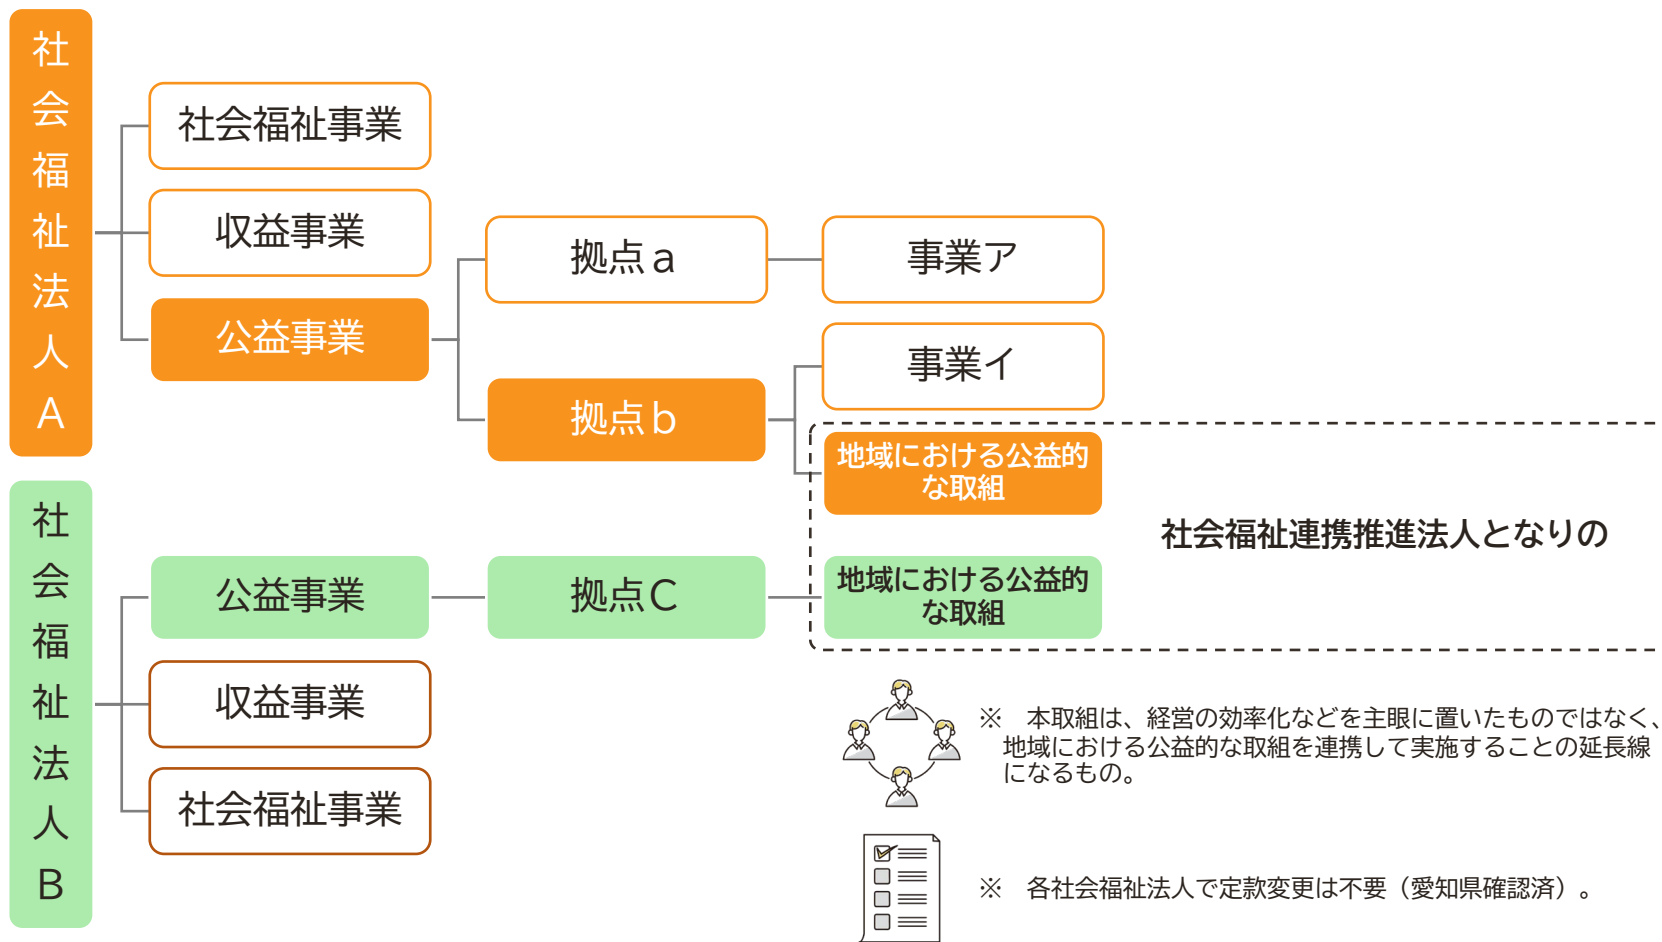 社会福祉法人A
社会福祉事業
収益事業
公益事業
拠点a
拠点b
事業ア
事業イ
地域における公益的
な取組
社会福祉法人B
公益事業
収益事業
社会福祉事業
拠点C
地域における公益的
な取組
社会福祉連携推進法人となりの
※　本取組は、経営の効率化などを主眼に置いたものではなく、
地域における公益的な取組を連携して実施することの延長線
になるもの。
※　各社会福祉法人で定款変更は不要（愛知県確認済）。